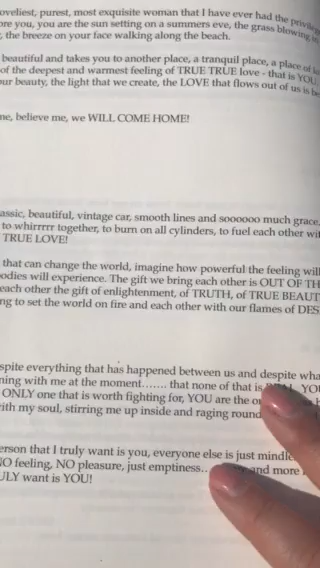 oveliest, purest, most exquisite woman that I have ever had the privilege
ore you, you are the sun setting on a summers eve, the grass blowing in
, the breeze on your face walking along the beach.
beautiful and takes you to another place, a tranquil place, a place of
of the deepest and warmest feeling of TRUE TRUE love - that is YOU
ur beauty, the light that we create, the LOVE that flows out of us is
me, believe me, we WILL COME HOME!
assic, beautiful, vintage car, smooth lines and soooooo much grace.
to whirrrrr together, to burn on all cylinders, to fuel each other wi
TRUE LOVE!
that can change the world, imagine how powerful the feeling will
odies will experience. The gift we bring each other is OUT OF TH
each other the gift of enlightenment, of TRUTH, of TRUE BEAUT
ng to set the world on fire and each other with our flames of DES
spite everything that has happened between us and despite wha
ning with me at the moment……. that none of that is REAL, YO
ONLY one that is worth fighting for, YOU are the
ith my soul, stirring me up inside and raging round
erson that I truly want is you, everyone else is just mindle
NO feeling, NO pleasure, just emptiness.. and more
ULY want is YOU!